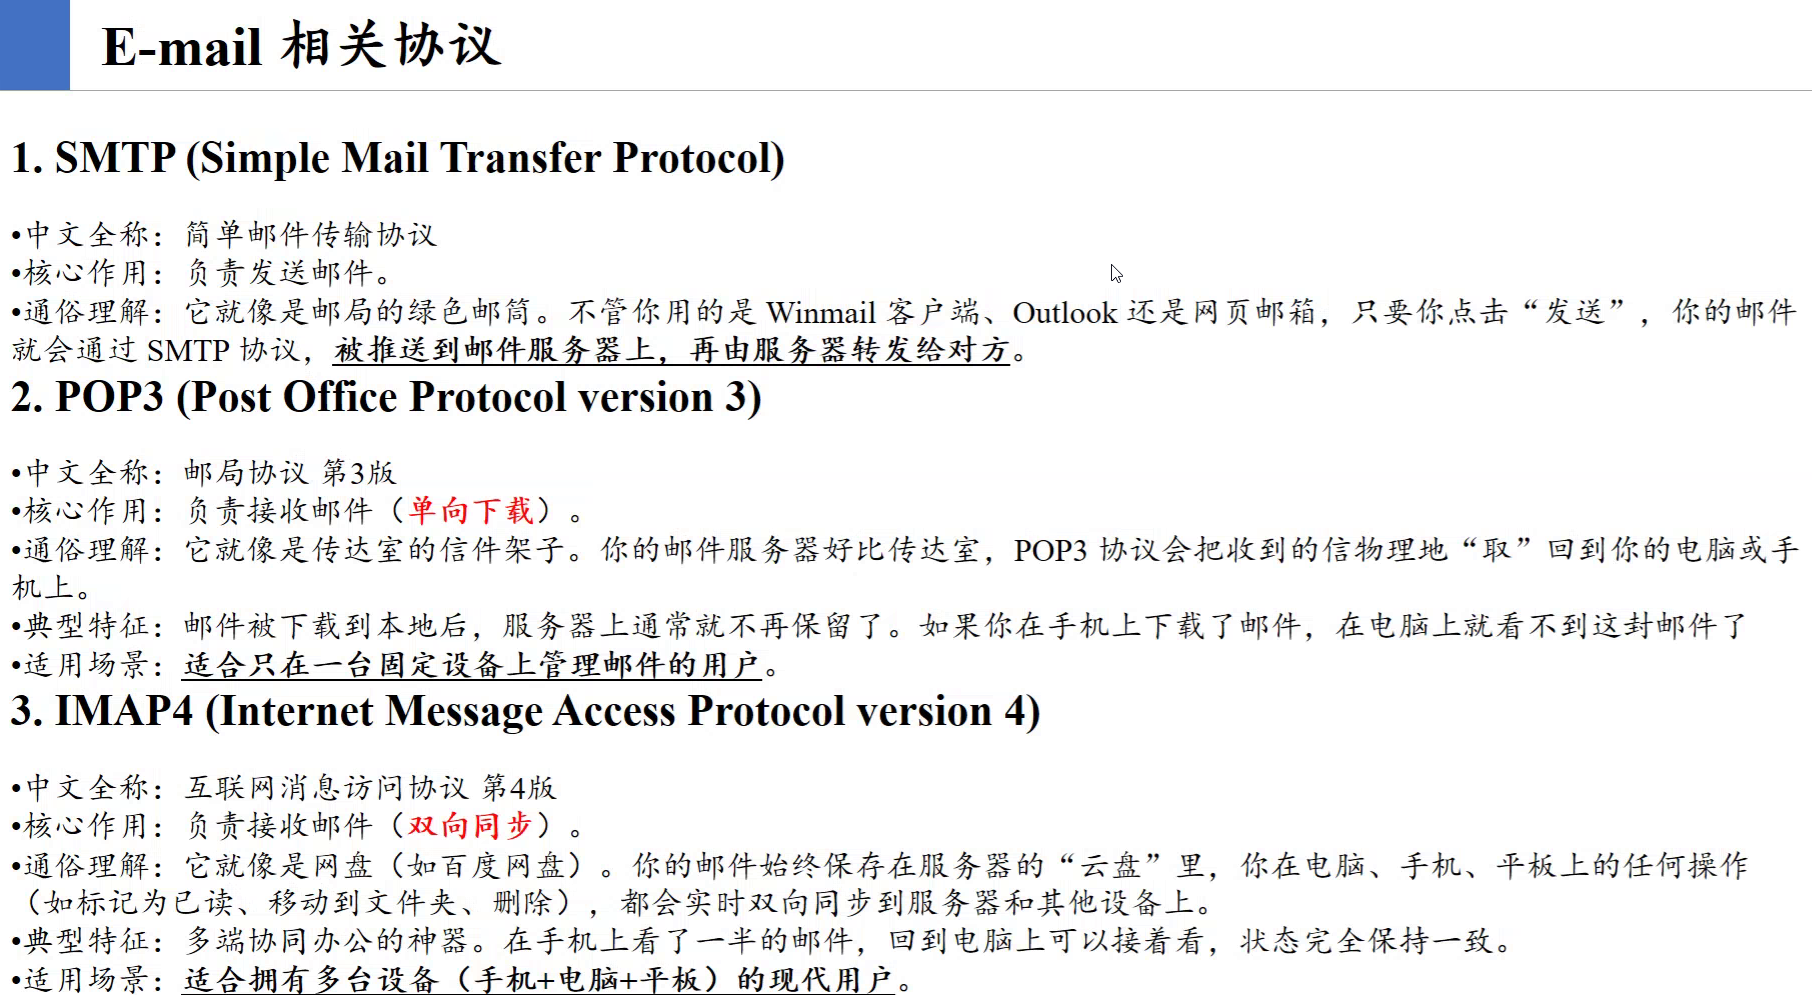 E-mail 相关协议
1. SMTP (Simple Mail Transfer Protocol)
•中文全称：简单邮件传输协议
•核心作用：负责发送邮件。
•通俗理解：它就像是邮局的绿色邮筒。不管你用的是 Winmail 客户端、Outlook 还是网页邮箱，只要你点击“发送”，你的邮件
就会通过 SMTP 协议，被推送到邮件服务器上，再由服务器转发给对方。
2. POP3 (Post Office Protocol version 3)
•中文全称：邮局协议 第3版
•核心作用：负责接收邮件（单向下载）。
•通俗理解：它就像是传达室的信件架子。你的邮件服务器好比传达室，POP3 协议会把收到的信物理地“取”回到你的电脑或手
机上。
•典型特征：邮件被下载到本地后，服务器上通常就不再保留了。如果你在手机上下载了邮件，在电脑上就看不到这封邮件了
•适用场景：适合只在一台固定设备上管理邮件的用户。
3. IMAP4 (Internet Message Access Protocol version 4)
•中文全称：互联网消息访问协议 第4版
•核心作用：负责接收邮件（双向同步）。
•通俗理解：它就像是网盘（如百度网盘）。你的邮件始终保存在服务器的“云盘”里，你在电脑、手机、平板上的任何操作
（如标记为已读、移动到文件夹、删除），都会实时双向同步到服务器和其他设备上。
•典型特征：多端协同办公的神器。在手机上看了一半的邮件，回到电脑上可以接着看，状态完全保持一致。
•适用场景：适合拥有多台设备（手机+电脑+平板）的现代用户。